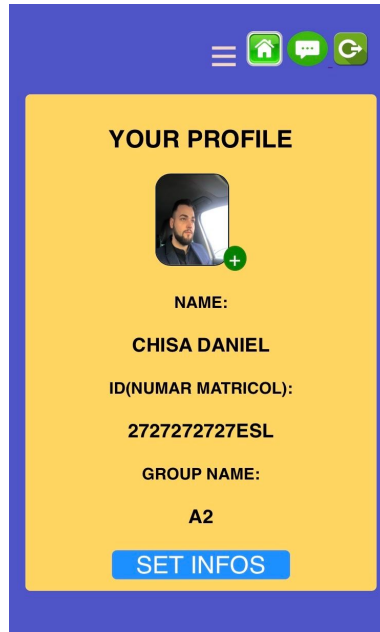 YOUR PROFILE
+
NAME:
CHISA DANIEL
ID(NUMAR MATRICOL):
2727272727ESL
GROUP NAME:
A2
SET INFOS